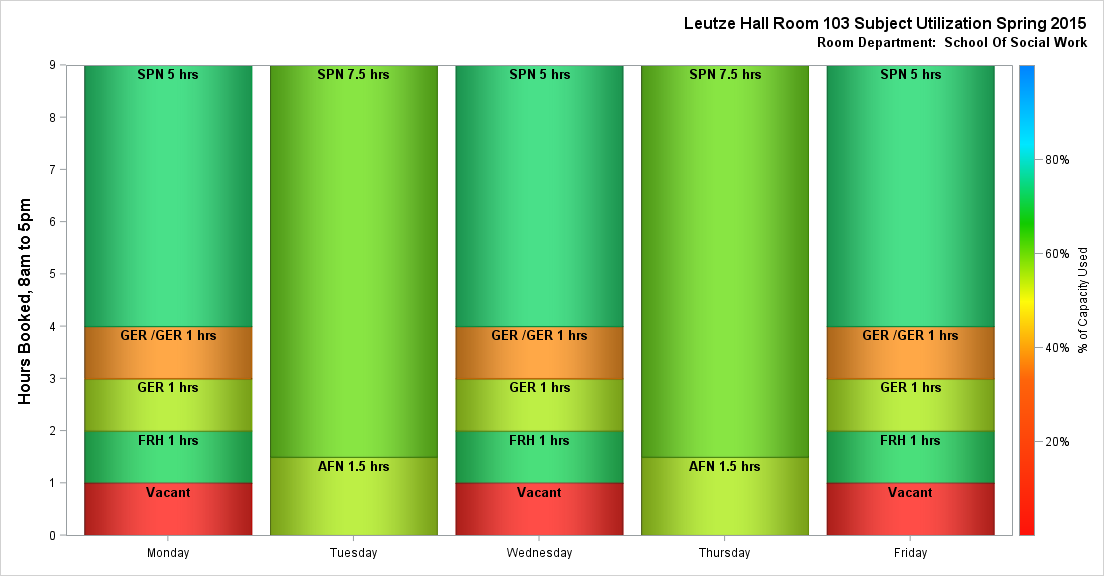 Leutze Hall Room 103 Subject Utilization Spring 2015
Room Department: School Of Social Work
Hours Booked, 8am to 5pm
9
8
7
6
5
4
3
2
1
0
SPN 5 hrs
GER /GER 1 hrs
GER 1 hrs
FRH 1 hrs
Vacant
SPN 7.5 hrs
AFN 1.5 hrs
SPN 5 hrs
GER /GER 1 hrs
GER 1 hrs
FRH 1 hrs
Vacant
SPN 7.5 hrs
AFN 1.5 hrs
SPN 5 hrs
GER /GER 1 hrs
GER 1 hrs
FRH 1 hrs
Vacant
Monday
Tuesday
Wednesday
Thursday
Friday
80%
60%
40%
20%
% of Capacity Used